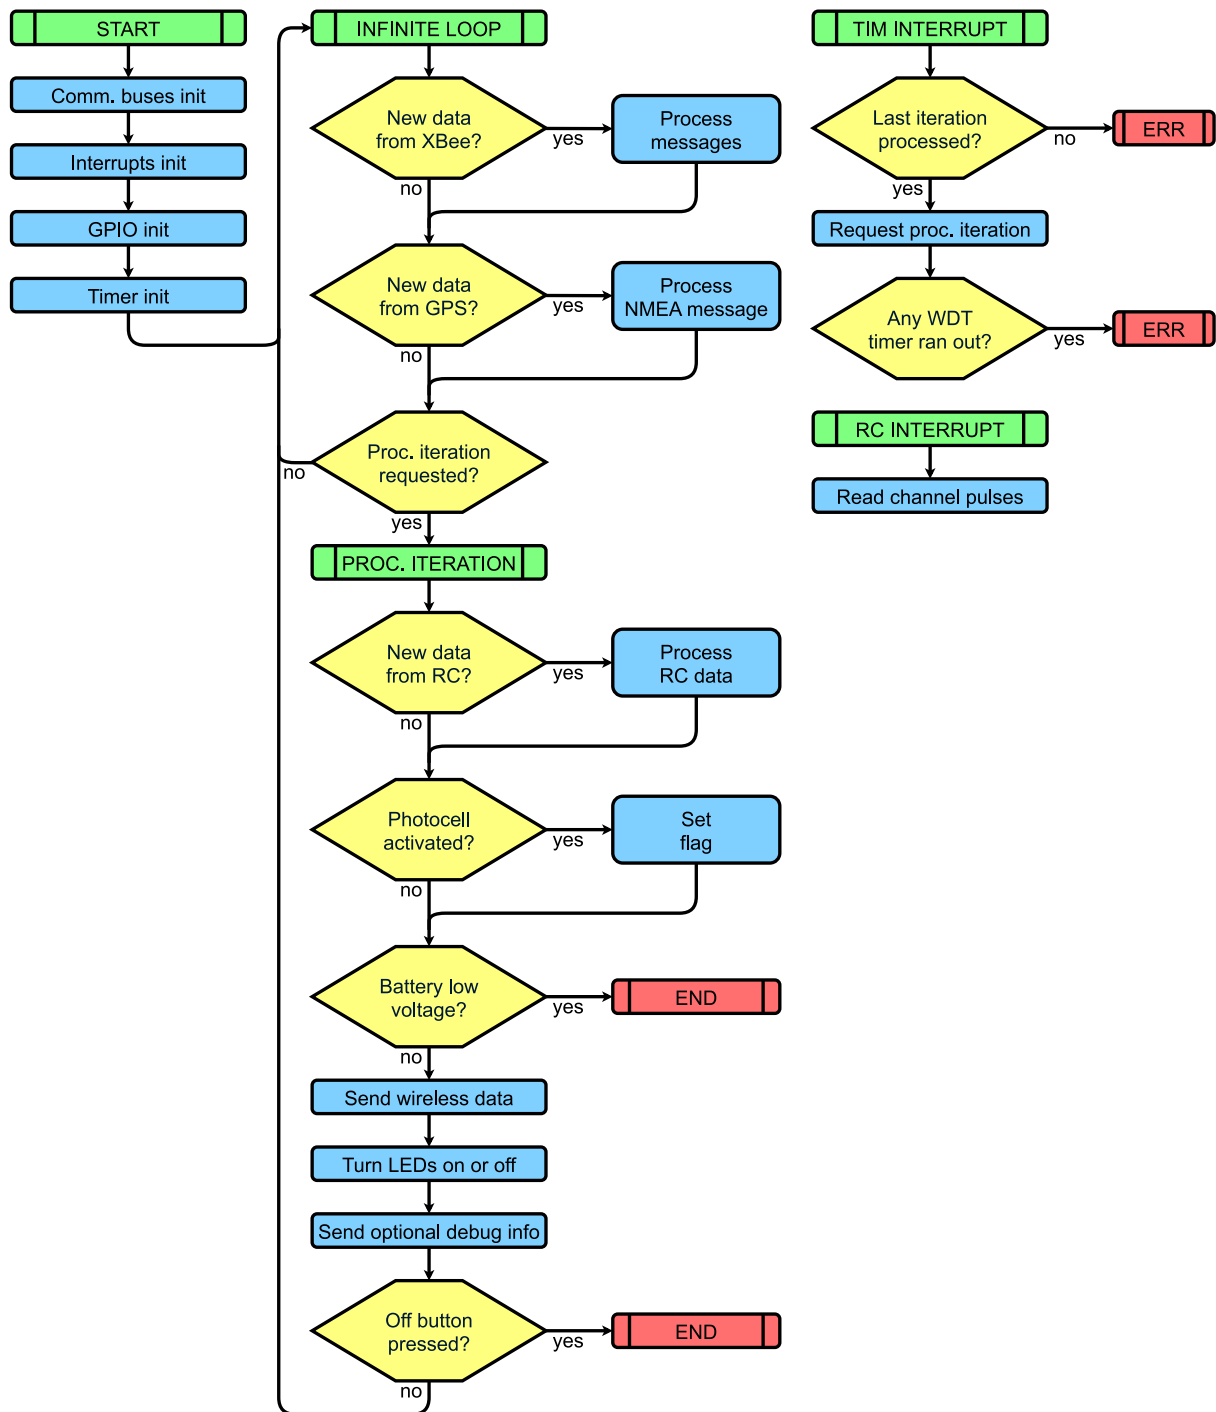 START
Comm. buses init
Interrupts init
GPIO init
Timer init
INFINITE LOOP
New data
from XBee?
yes
Process
messages
no
New data
from GPS?
yes
Process
NMEA message
no
Proc. iteration
requested?
no
yes
PROC. ITERATION
New data
from RC?
yes
Process
RC data
no
Photocell
activated?
yes
Set
flag
no
Battery low
voltage?
yes
END
no
Send wireless data
Turn LEDs on or off
Send optional debug info
Off button
pressed?
yes
END
no
TIM INTERRUPT
Last iteration
processed?
no
ERR
yes
Request proc. iteration
Any WDT
timer ran out?
yes
ERR
RC INTERRUPT
Read channel pulses